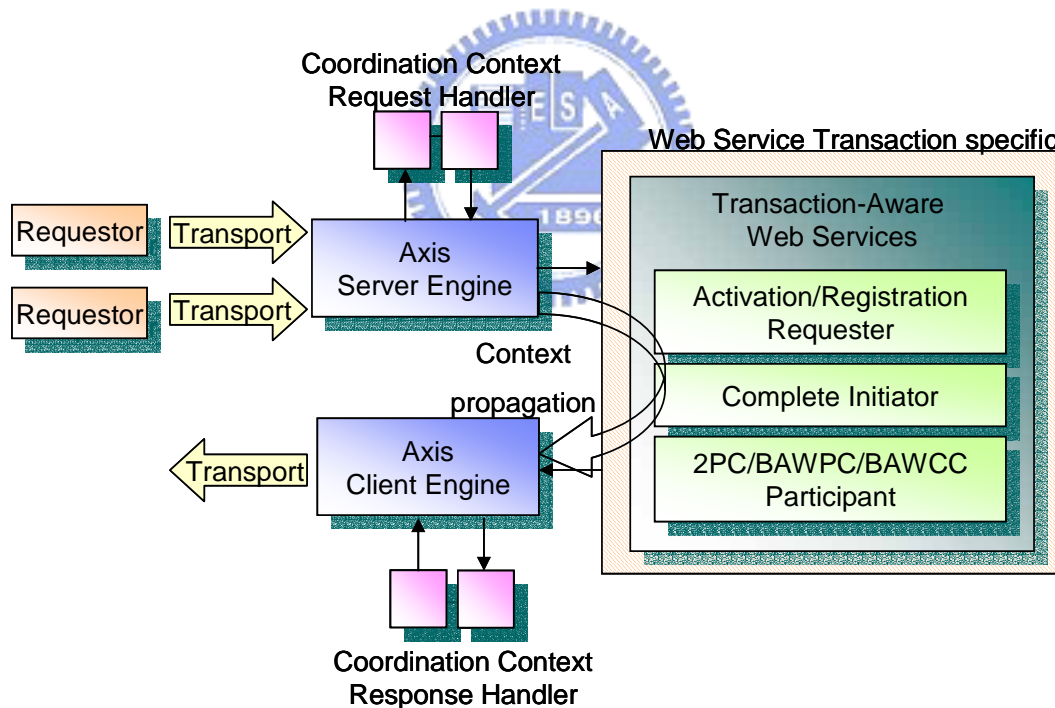 Coordination Context
Request Handler
E S A
1896
Web Service Transaction specific
Requestor
Transport
Requestor
Transport
Axis
Server Engine
Transaction-Aware
Web Services
Activation/Registration
Requester
Complete Initiator
2PC/BAWPC/BAWCC
Participant
Context
propagation
Axis
Client Engine
Transport
Coordination Context
Response Handler